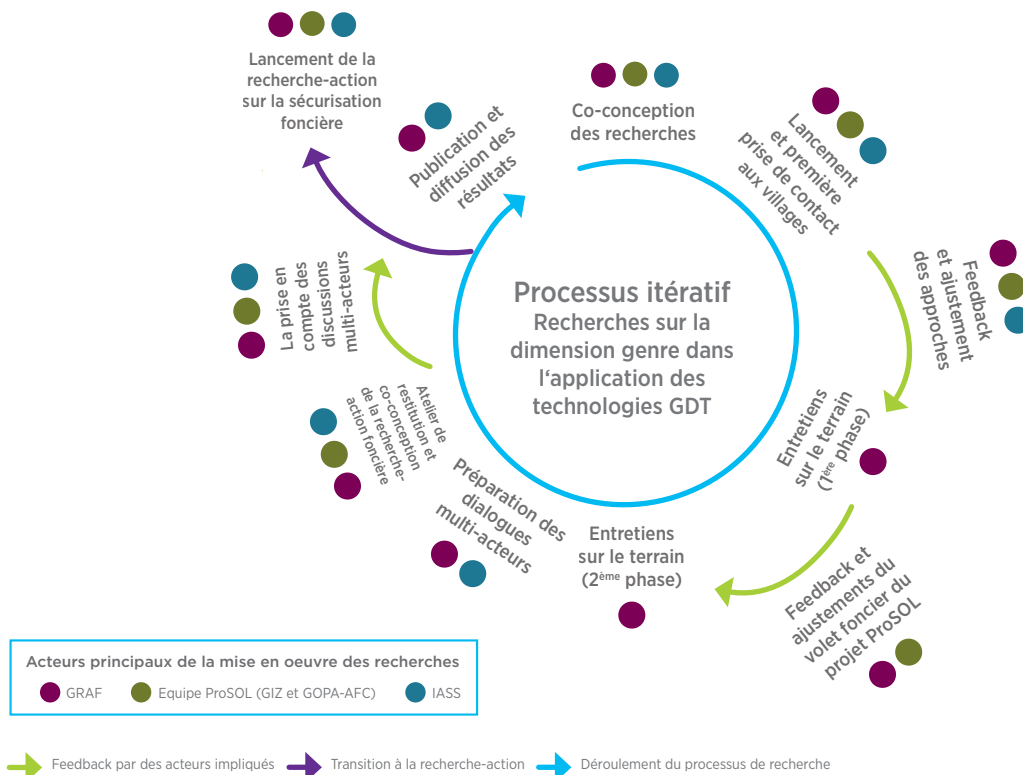 Lancement de la
recherche-action
sur la sécurisation
foncière
Publication et
diffusion des
résultats
Co-conception
des recherches
Lancement
et première
prise de contact
aux villages
Feedback
et ajustement
des approches
Entretiens
sur le terrain
(1ère phase)
Feedback et
ajustements du
volet foncier du
projet ProSOL
Entretiens
sur le terrain
(2ème phase)
Préparation des
dialogues
multi-acteurs
Atelier de
restitution et
co-conception
de la recherche-
action foncière
La prise en
compte des
discussions
multi-acteurs
Processus itératif
Recherches sur la
dimension genre dans
l‘application des
technologies GDT
Acteurs principaux de la mise en oeuvre des recherches
GRAF Equipe ProSOL (GIZ et GOPA-AFC) IASS
Feedback par des acteurs impliqués Transition à la recherche-action Déroulement du processus de recherche